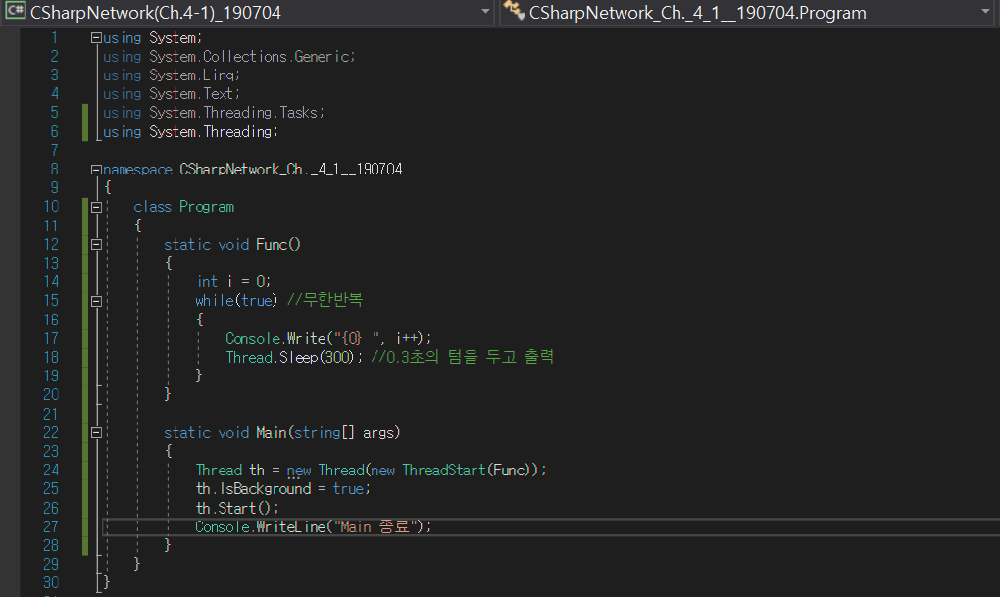 C# CSharpNetwork(Ch.4-1)_190704
CSharpNetwork_Ch._4_1__190704.Program
1 using System;
2 using System.Collections.Generic;
3 using System.Linq;
4 using System.Text;
5 using System.Threading.Tasks;
6 using System.Threading;
7
8 namespace CSharpNetwork_Ch._4_1__190704
9 {
10 class Program
11 {
12 static void Func()
13 {
14 int i = 0;
15 while(true) //무한반복
16 {
17 Console.Write("{0} ", i++);
18 Thread.Sleep(300); //0.3초의 텀을 두고 출력
19 }
20 }
21
22 static void Main(string[] args)
23 {
24 Thread th = new Thread(new ThreadStart(Func));
25 th.IsBackground = true;
26 th.Start();
27 Console.WriteLine("Main 종료");
28 }
29 }
30 }